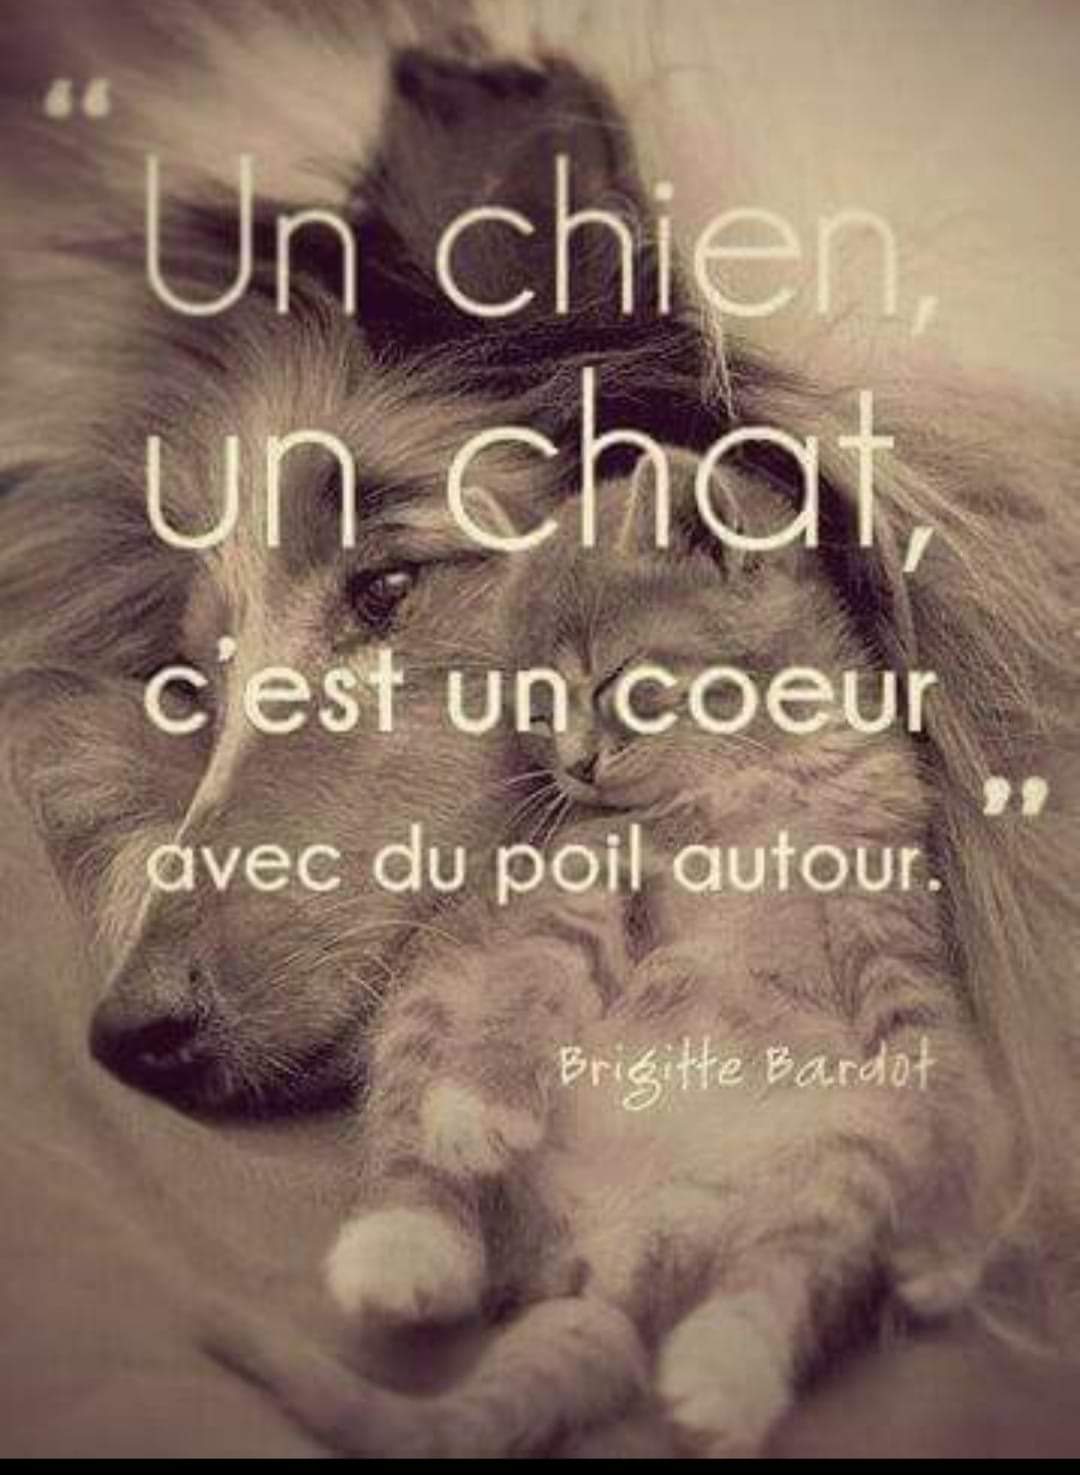 “
Un chien,
un chat,
c'est un coeur
avec du poil autour.
”
Brigitte Bardot